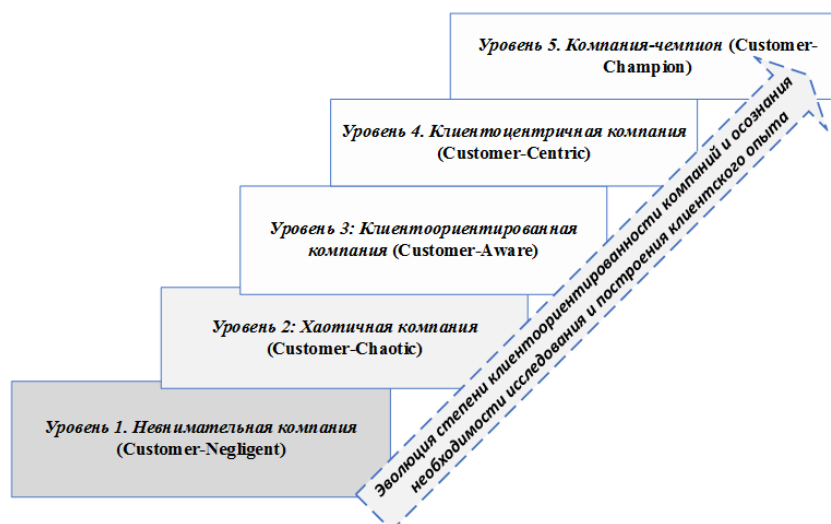 Уровень 5. Компания-чемпион (Customer-
Champion)
Уровень 4. Клиентоцентричная компания
(Customer-Centric)
Уровень 3: Клиентоориентированная
компания (Customer-Aware)
Уровень 2: Хаотичная компания
(Customer-Chaotic)
Уровень 1. Невнимательная компания
(Customer-Negligent)
Эволюция степени клиентоориентированности компаний и осознания
необходимости исследования и построения клиентского опыта